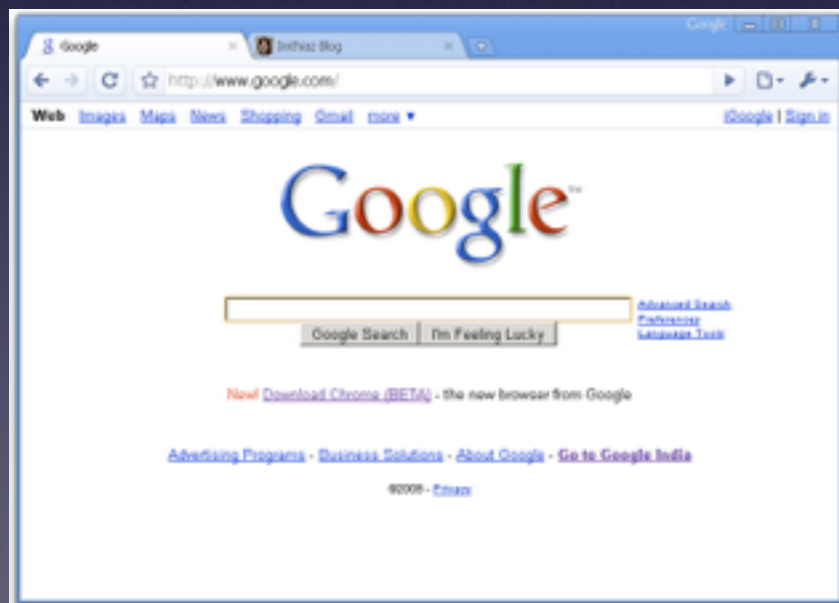 Google
Google
Blog
http://www.google.com/
Web Images Maps News Shopping Gmail more ▼
iGoogle | Sign in
Google™
Advanced Search
Preferences
Language Tools
Google Search I'm Feeling Lucky
New! Download Chrome (BETA) - the new browser from Google
Advertising Programs - Business Solutions - About Google - Go to Google India
©2008 - Privacy